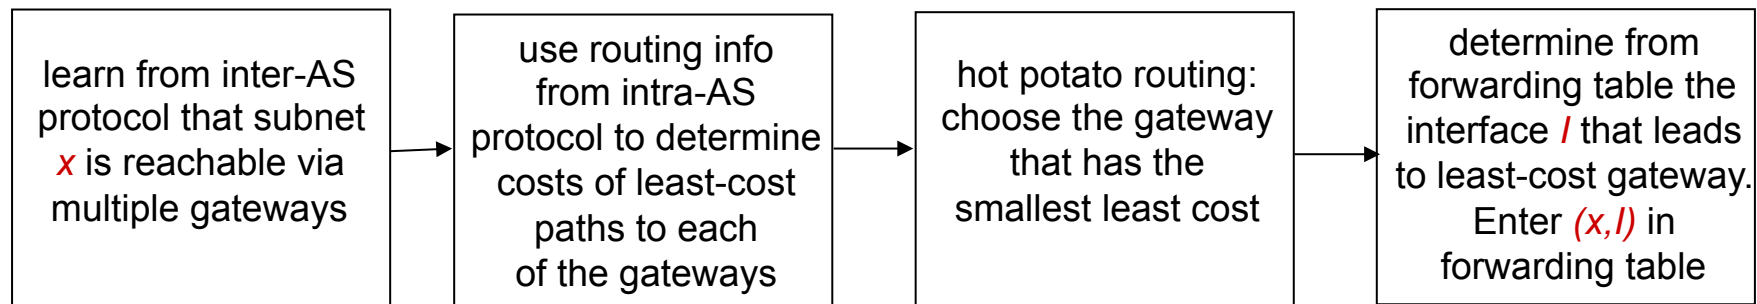 learn from inter-AS
protocol that subnet
x is reachable via
multiple gateways
use routing info
from intra-AS
protocol to determine
costs of least-cost
paths to each
of the gateways
hot potato routing:
choose the gateway
that has the
smallest least cost
determine from
forwarding table the
interface I that leads
to least-cost gateway.
Enter (x,I) in
forwarding table